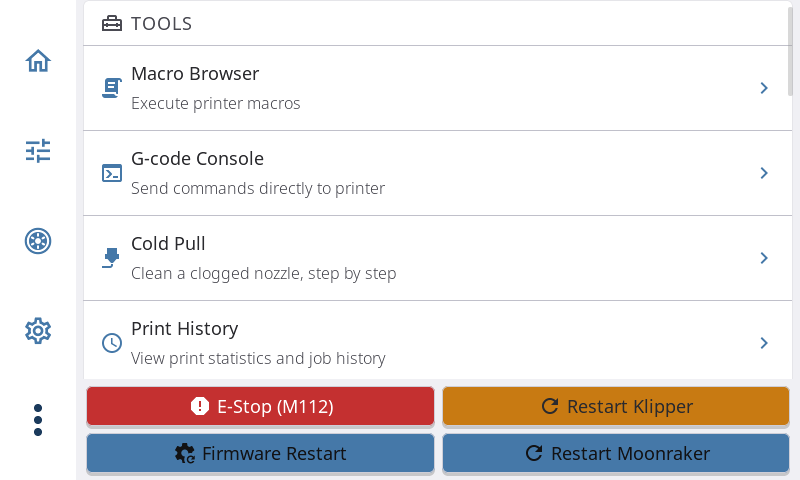 TOOLS
Macro Browser
Execute printer macros
G-code Console
Send commands directly to printer
Cold Pull
Clean a clogged nozzle, step by step
Print History
View print statistics and job history
E-Stop (M112)
Restart Klipper
Firmware Restart
Restart Moonraker